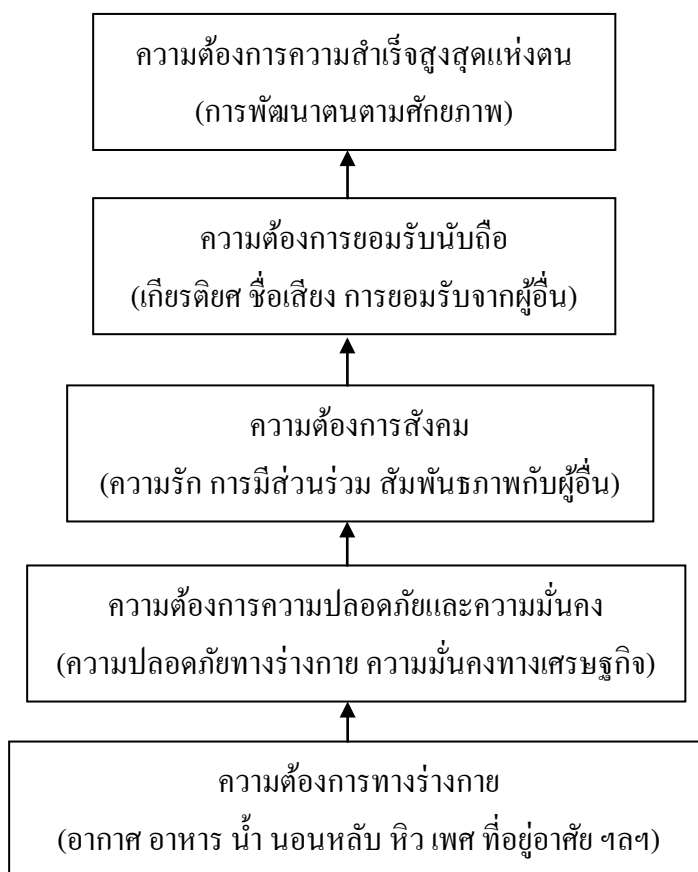 ความต้องการความสำเร็จสูงสุดแห่งตน
(การพัฒนาตนตามศักยภาพ)
ความต้องการยอมรับนับถือ
(เกียรติยศ ชื่อเสียง การยอมรับจากผู้อื่น)
ความต้องการสังคม
(ความรัก การมีส่วนร่วม สัมพันธภาพกับผู้อื่น)
ความต้องการความปลอดภัยและความมั่นคง
(ความปลอดภัยทางร่างกาย ความมั่นคงทางเศรษฐกิจ)
ความต้องการทางร่างกาย
(อากาศ อาหาร น้ำ นอนหลับ หิว เพศ ที่อยู่อาศัย ฯลฯ)